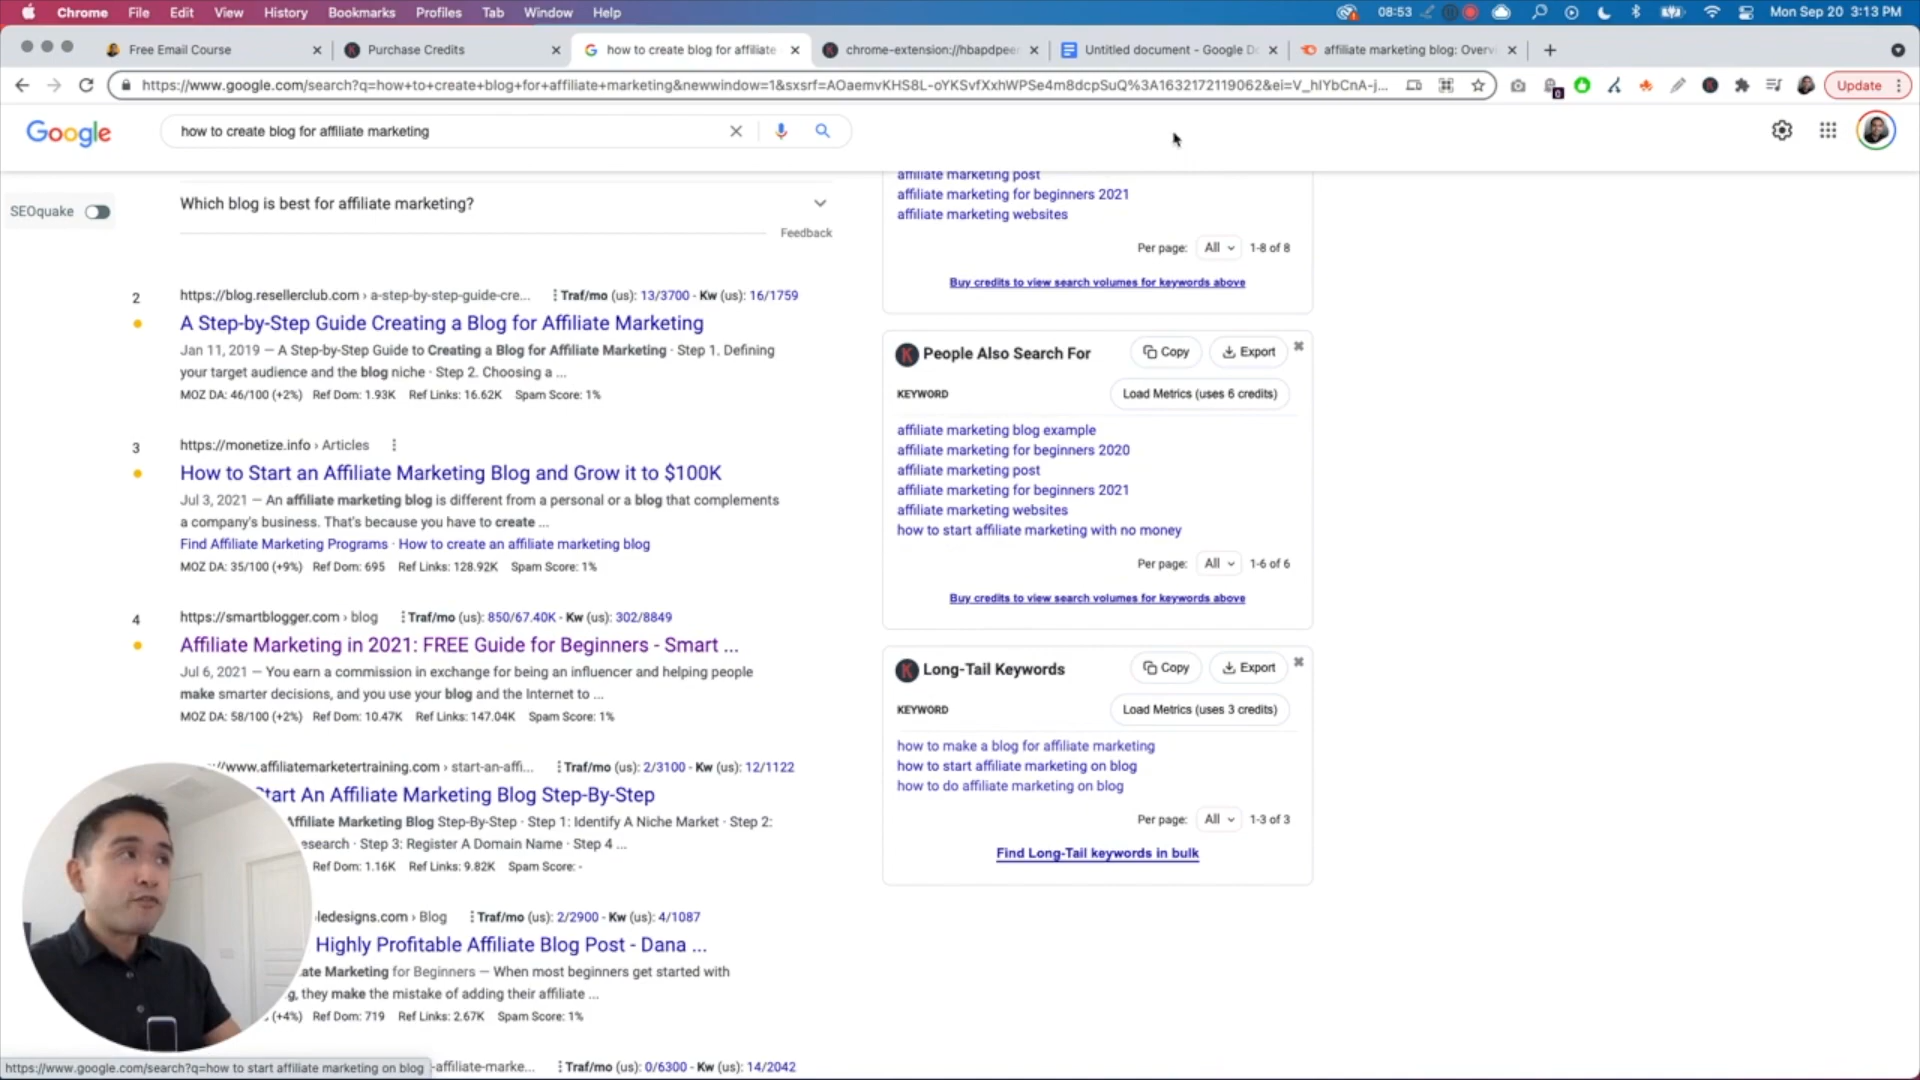 Chrome File Edit View History Bookmarks Profiles Tab Window Help 08:53 Mon Sep 20 3:13 PM
Free Email Course Purchase Credits how to create blog for affiliate chrome-extension://hbapdpeer Untitled document - Google Do affiliate marketing blog: Overv
https://www.google.com/search?q=how+to+create+blog+for+affiliate+marketing&newwindow=1&sxsrf=AOaemvKHS8L-oYKSvfXxhWPSe4m8dcpSuQ%3A1632172119062&ei=V_hIYbCnA-j... 0 Update
Google how to create blog for affiliate marketing
SEOquake
Which blog is best for affiliate marketing?
Feedback
2
https://blog.resellerclub.com › a-step-by-step-guide-cre... Traf/mo (us): 13/3700 - Kw (us): 16/1759
A Step-by-Step Guide Creating a Blog for Affiliate Marketing
Jan 11, 2019 — A Step-by-Step Guide to Creating a Blog for Affiliate Marketing · Step 1. Defining
your target audience and the blog niche · Step 2. Choosing a ...
MOZ DA: 46/100 (+2%) Ref Dom: 1.93K Ref Links: 16.62K Spam Score: 1%
3
https://monetize.info › Articles
How to Start an Affiliate Marketing Blog and Grow it to $100K
Jul 3, 2021 — An affiliate marketing blog is different from a personal or a blog that complements
a company's business. That's because you have to create ...
Find Affiliate Marketing Programs · How to create an affiliate marketing blog
MOZ DA: 35/100 (+9%) Ref Dom: 695 Ref Links: 128.92K Spam Score: 1%
4
https://smartblogger.com › blog Traf/mo (us): 850/67.40K - Kw (us): 302/8849
Affiliate Marketing in 2021: FREE Guide for Beginners - Smart ...
Jul 6, 2021 — You earn a commission in exchange for being an influencer and helping people
make smarter decisions, and you use your blog and the Internet to ...
MOZ DA: 58/100 (+2%) Ref Dom: 10.47K Ref Links: 147.04K Spam Score: 1%
://www.affiliatemarketertraining.com › start-an-affi... Traf/mo (us): 2/3100 - Kw (us): 12/1122
Start An Affiliate Marketing Blog Step-By-Step
Affiliate Marketing Blog Step-By-Step · Step 1: Identify A Niche Market · Step 2:
esearch · Step 3: Register A Domain Name · Step 4 ...
Ref Dom: 1.16K Ref Links: 9.82K Spam Score: -
ledesigns.com › Blog Traf/mo (us): 2/2900 - Kw (us): 4/1087
Highly Profitable Affiliate Blog Post - Dana ...
ate Marketing for Beginners — When most beginners get started with
g, they make the mistake of adding their affiliate ...
(+4%) Ref Dom: 719 Ref Links: 2.67K Spam Score: 1%
-affiliate-marke... Traf/mo (us): 0/6300 - Kw (us): 14/2042
https://www.google.com/search?q=how to start affiliate marketing on blog
affiliate marketing post
affiliate marketing for beginners 2021
affiliate marketing websites
Per page: All 1-8 of 8
Buy credits to view search volumes for keywords above
K People Also Search For Copy Export
KEYWORD Load Metrics (uses 6 credits)
affiliate marketing blog example
affiliate marketing for beginners 2020
affiliate marketing post
affiliate marketing for beginners 2021
affiliate marketing websites
how to start affiliate marketing with no money
Per page: All 1-6 of 6
Buy credits to view search volumes for keywords above
K Long-Tail Keywords Copy Export
KEYWORD Load Metrics (uses 3 credits)
how to make a blog for affiliate marketing
how to start affiliate marketing on blog
how to do affiliate marketing on blog
Per page: All 1-3 of 3
Find Long-Tail keywords in bulk